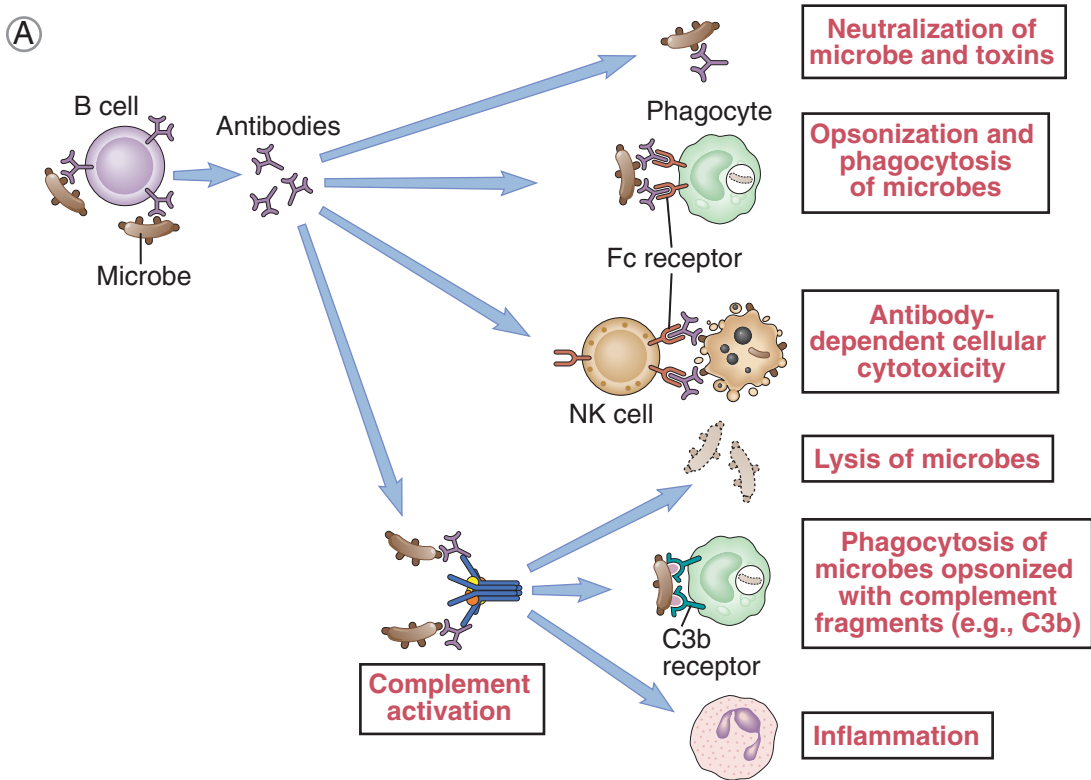 A
Neutralization of
microbe and toxins
B cell
Antibodies
Phagocyte
Opsonization and
phagocytosis
of microbes
Microbe
Fc receptor
Antibody-
dependent cellular
cytotoxicity
NK cell
Lysis of microbes
Phagocytosis of
microbes opsonized
with complement
fragments (e.g., C3b)
C3b
receptor
Complement
activation
Inflammation